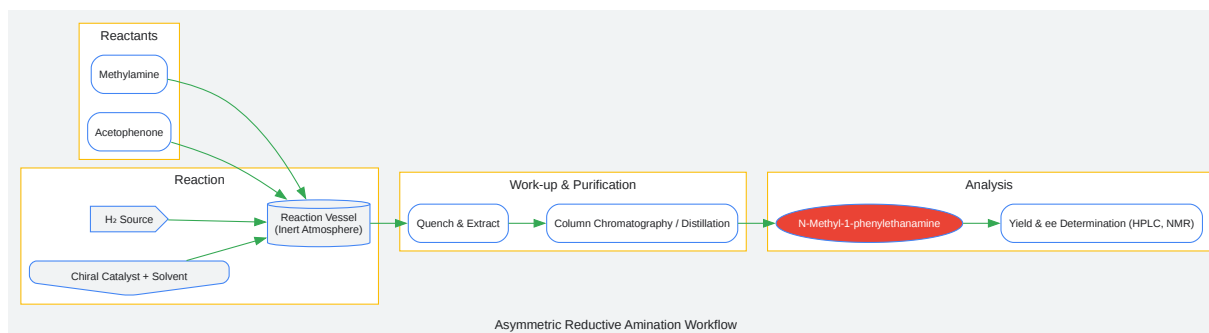 Reactants
Methylamine
Acetophenone
Reaction
H₂ Source
Reaction Vessel
(Inert Atmosphere)
Chiral Catalyst + Solvent
Work-up & Purification
Quench & Extract
Column Chromatography / Distillation
Analysis
N-Methyl-1-phenylethanamine
Yield & ee Determination (HPLC, NMR)
Asymmetric Reductive Amination Workflow